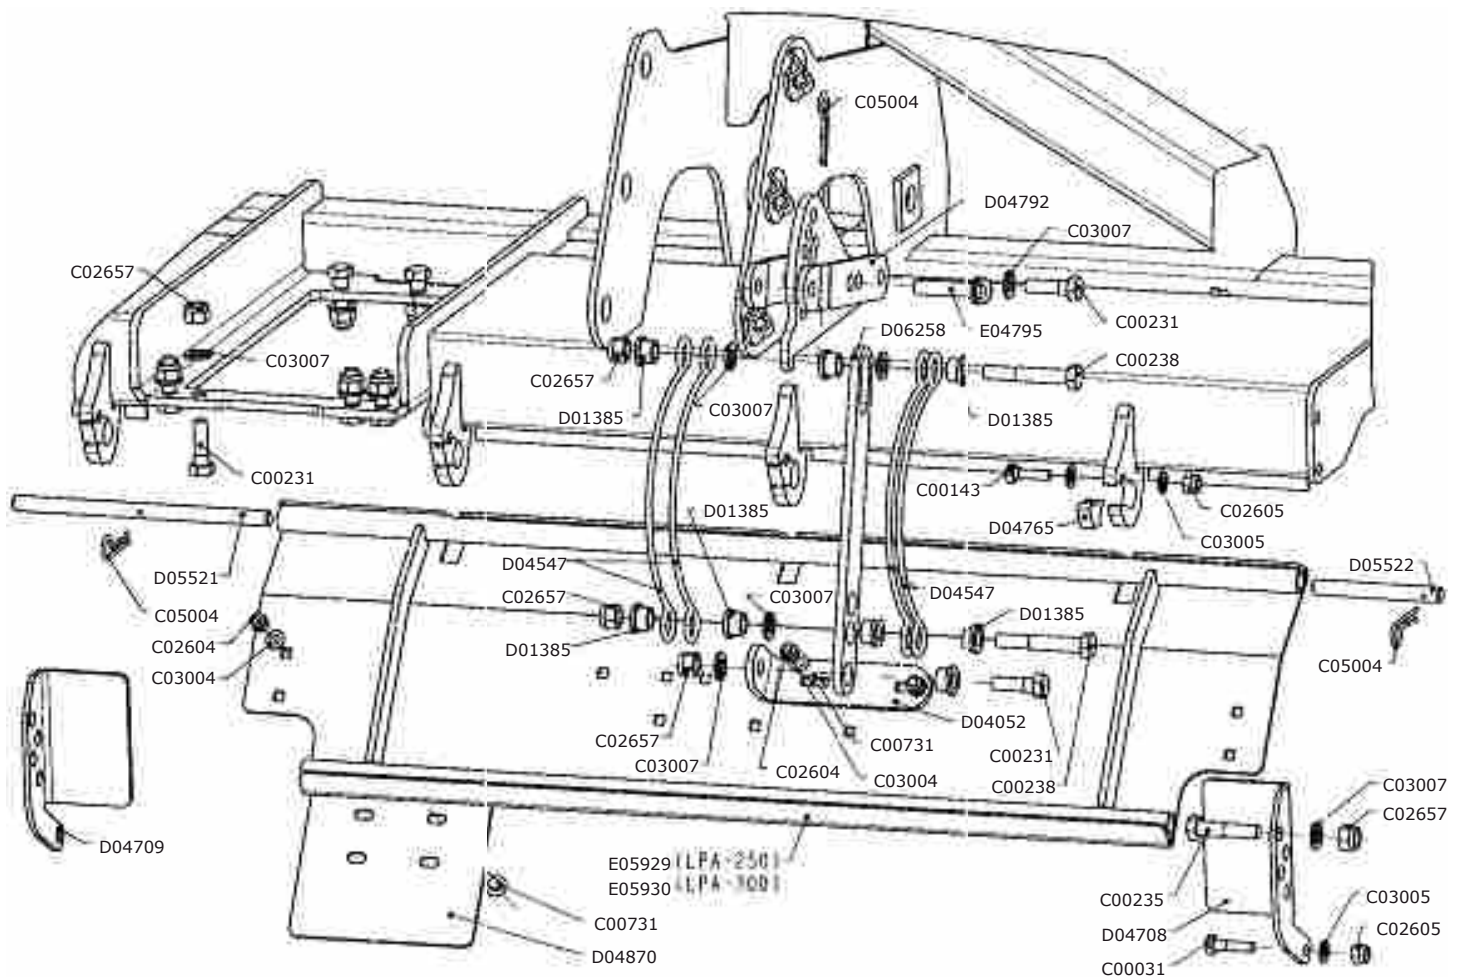 C05004
D04792
C03007
C02657
E04795
C00231
D06258
C03007
C00238
C02657
C03007
D01385
D01385
C00231
C00143
C02605
D01385
D04765
C03005
D04547
D05522
D05521
C02657
C03007
D04547
D01385
C05004
C02604
D01385
C05004
C03004
D04052
C02657
C00731
C00231
C03007
C02604
C03004
C00238
C03007
C02657
D04709
E05929 (LPA-250)
E05930 (LPA-300)
C03005
C00235
C00731
C02605
D04708
D04870
C00031